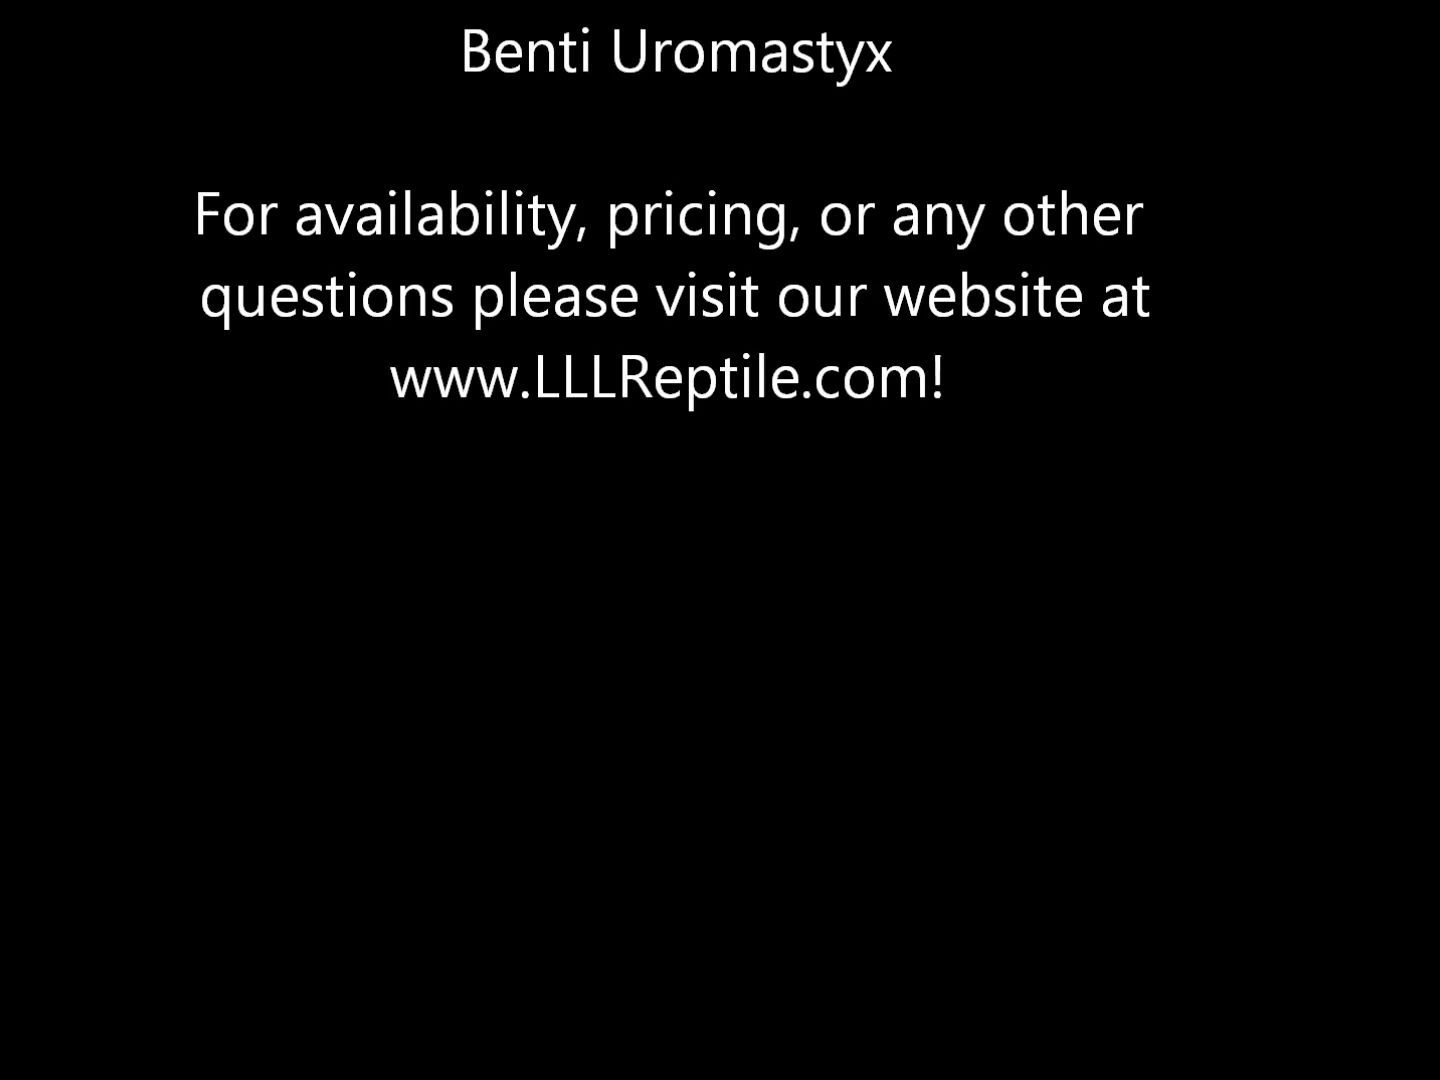 Benti Uromastyx
For availability, pricing, or any other
questions please visit our website at
www.LLLReptile.com!